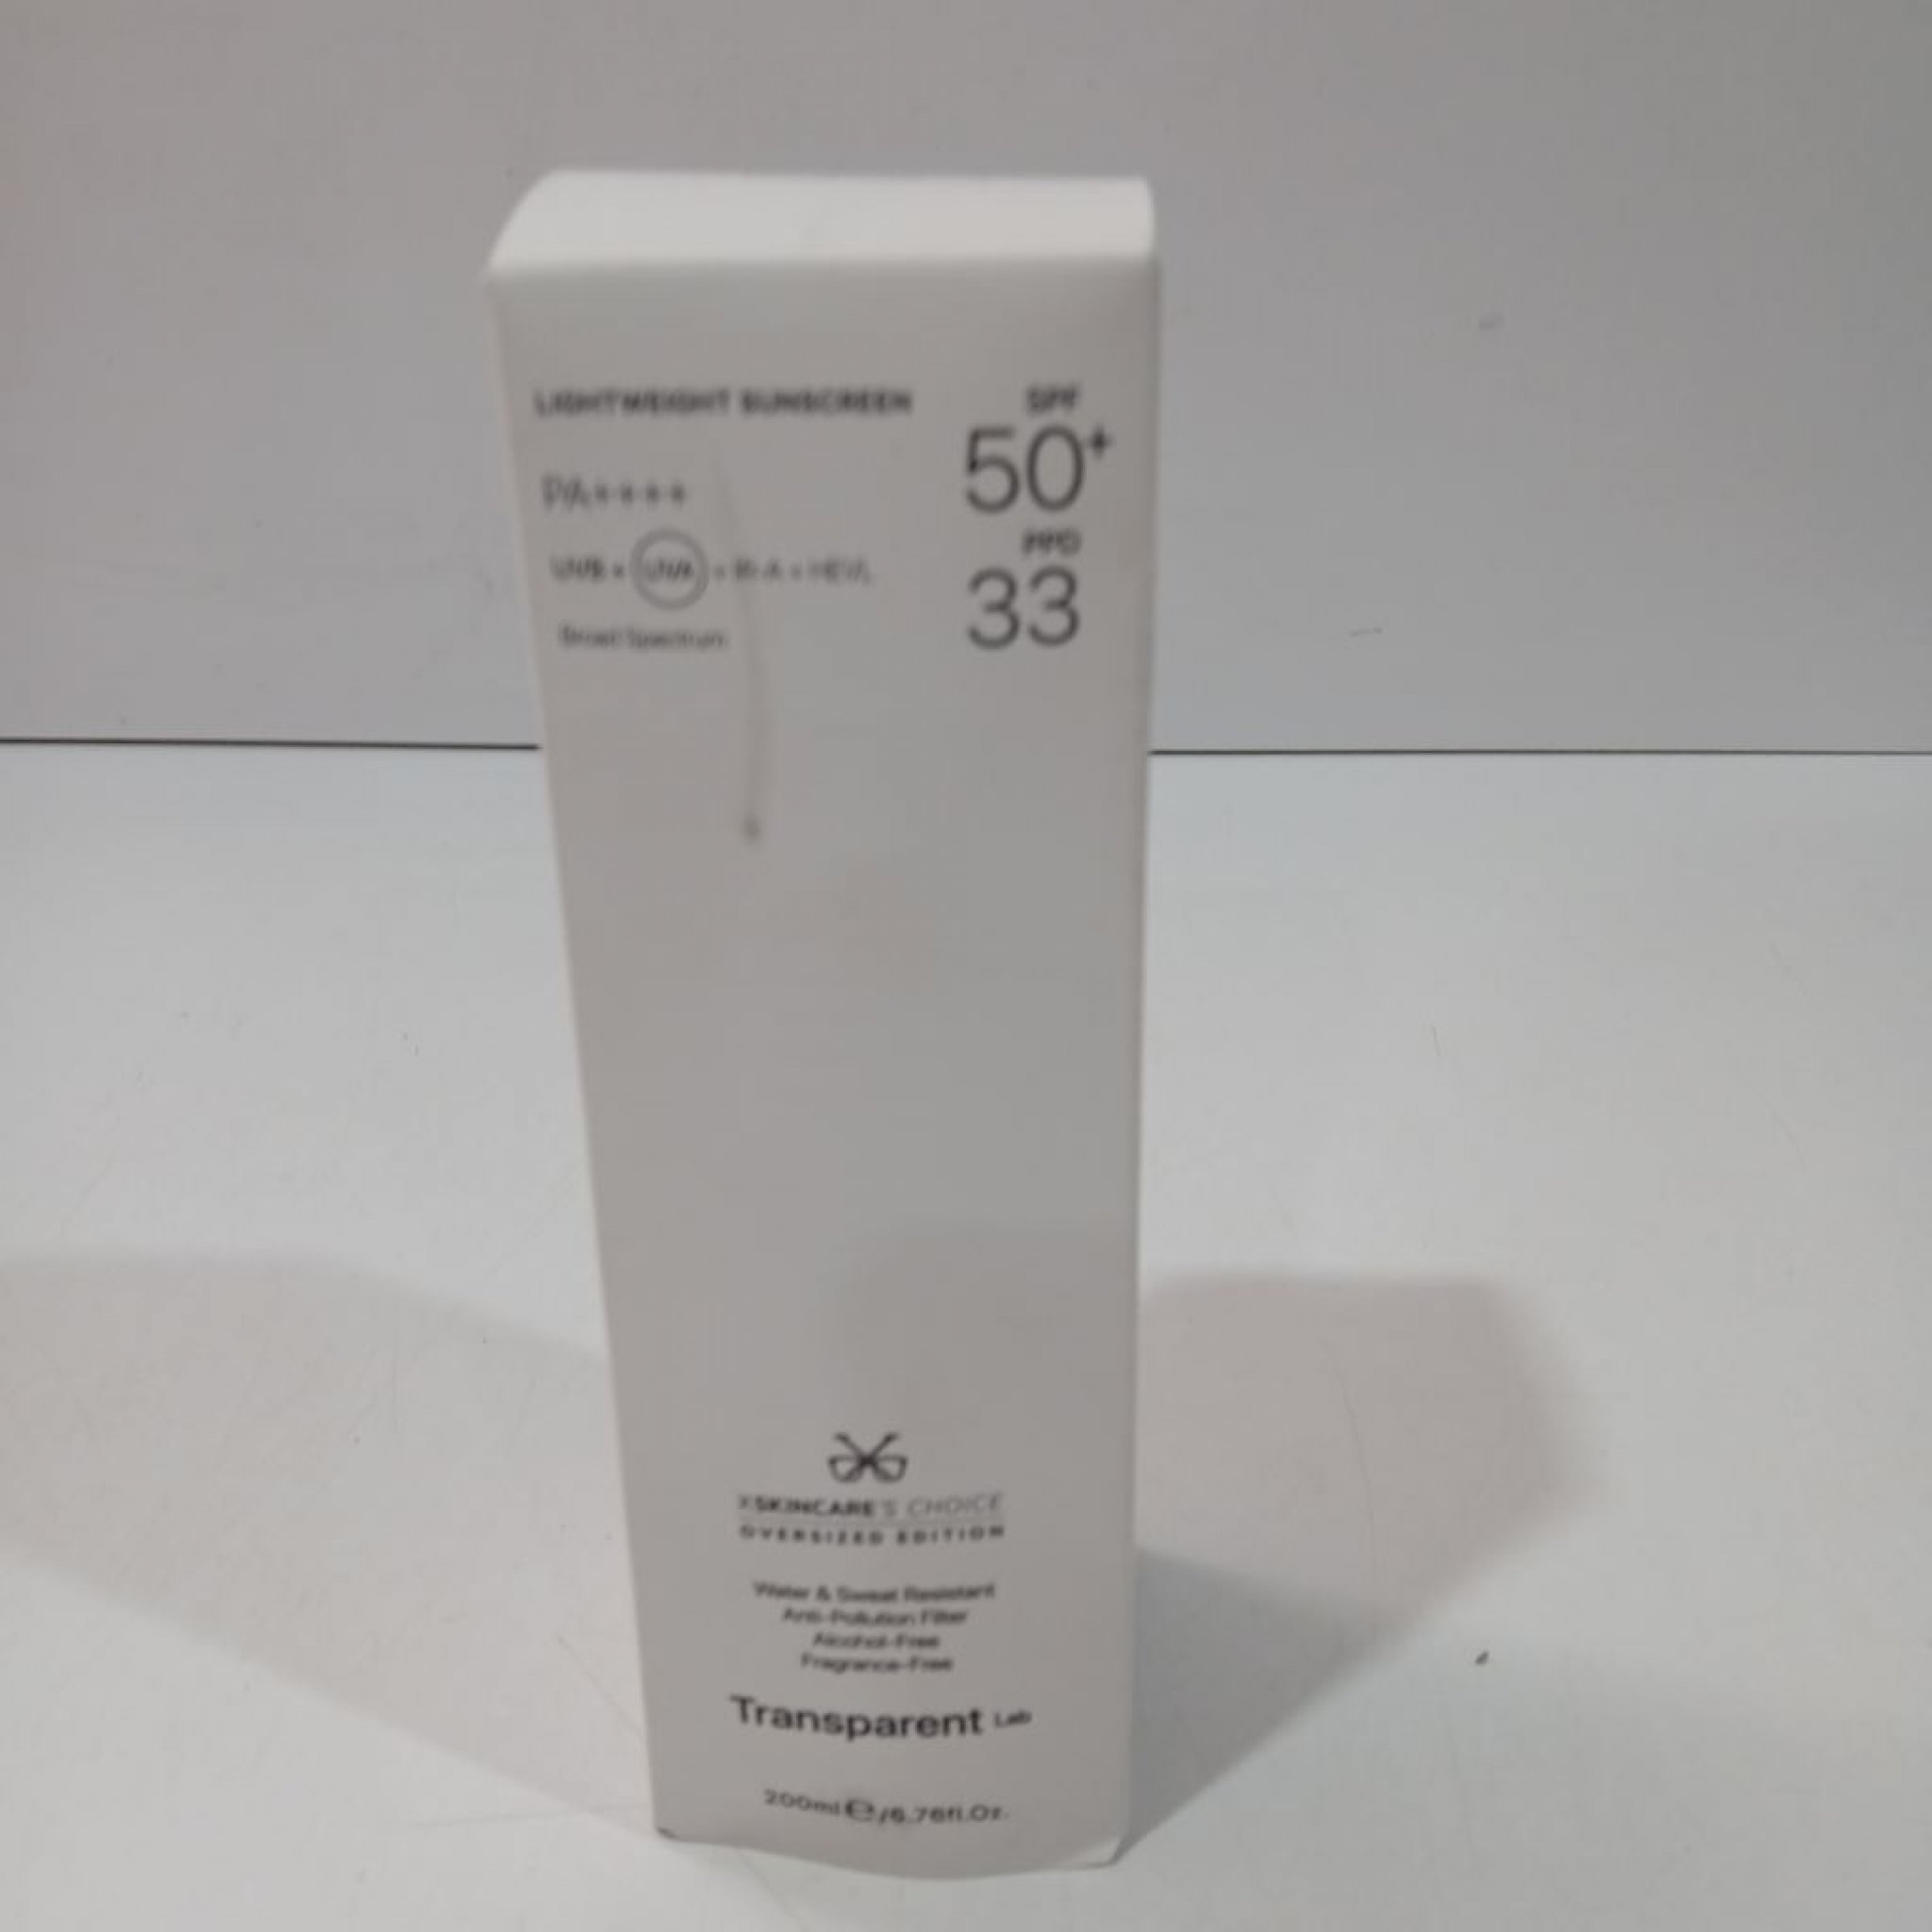 LIGHTWEIGHT SUNSCREEN
SPF
50+
PA++++
PPD
33
UVB + UVA + IR-A + HEVL
Broad Spectrum
XSKINCARE'S CHOICE
OVERSIZED EDITION
Water & Sweat Resistant
Anti-Pollution Filter
Alcohol-Free
Fragrance-Free
Transparent Lab
200ml ℮/6.76fl.Oz.